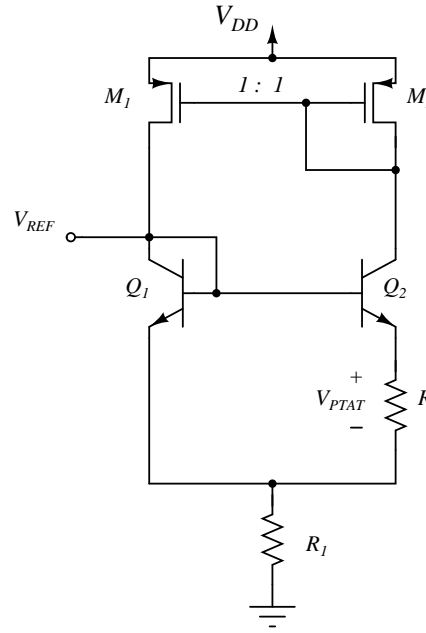 V_DD
M_1
1 : 1
M
V_REF
Q_1
Q_2
+
V_PTAT
−
R_1